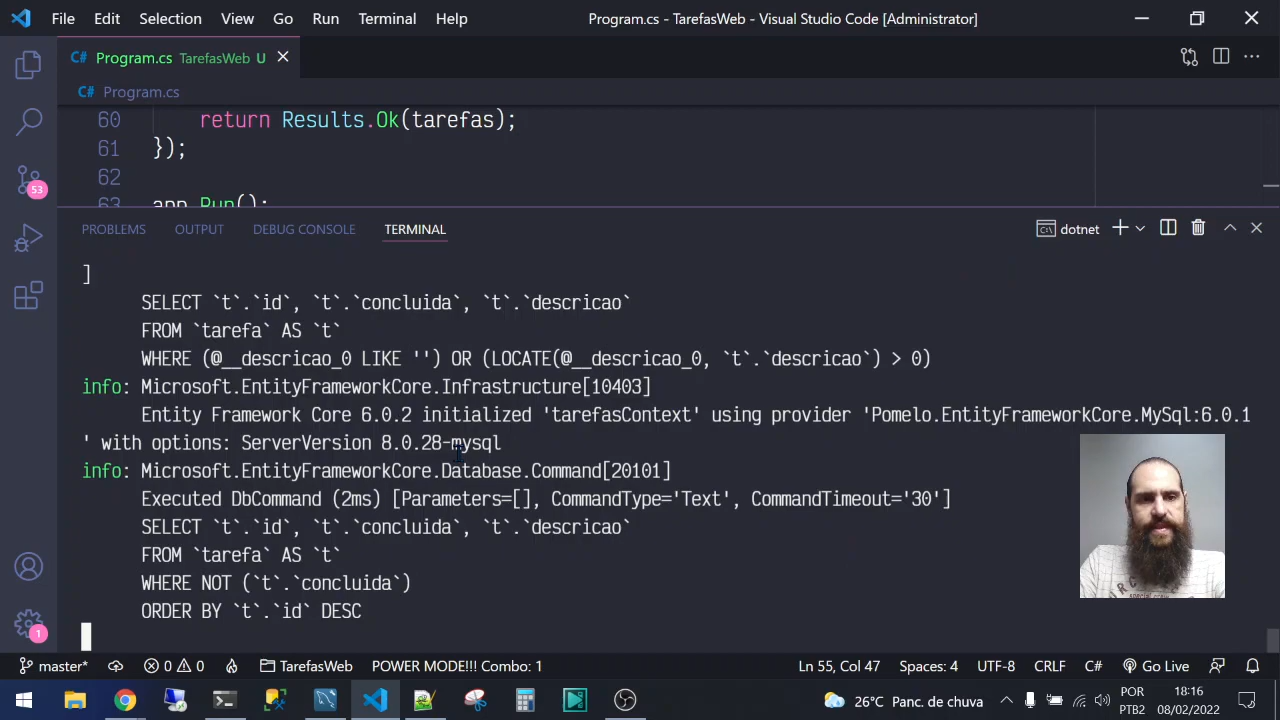 File Edit Selection View Go Run Terminal Help Program.cs - TarefasWeb - Visual Studio Code [Administrator]
C# Program.cs TarefasWeb U
C# Program.cs
60 return Results.Ok(tarefas);
61 });
62
63 app.Run();
PROBLEMS OUTPUT DEBUG CONSOLE TERMINAL dotnet
]
SELECT `t`.`id`, `t`.`concluida`, `t`.`descricao`
FROM `tarefa` AS `t`
WHERE (@__descricao_0 LIKE '') OR (LOCATE(@__descricao_0, `t`.`descricao`) > 0)
info: Microsoft.EntityFrameworkCore.Infrastructure[10403]
Entity Framework Core 6.0.2 initialized 'tarefasContext' using provider 'Pomelo.EntityFrameworkCore.MySql:6.0.1
' with options: ServerVersion 8.0.28-mysql
info: Microsoft.EntityFrameworkCore.Database.Command[20101]
Executed DbCommand (2ms) [Parameters=[], CommandType='Text', CommandTimeout='30']
SELECT `t`.`id`, `t`.`concluida`, `t`.`descricao`
FROM `tarefa` AS `t`
WHERE NOT (`t`.`concluida`)
ORDER BY `t`.`id` DESC
53
1
master* 0 0 TarefasWeb POWER MODE!!! Combo: 1 Ln 55, Col 47 Spaces: 4 UTF-8 CRLF C# Go Live
26°C Panc. de chuva POR 18:16
PTB2 08/02/2022